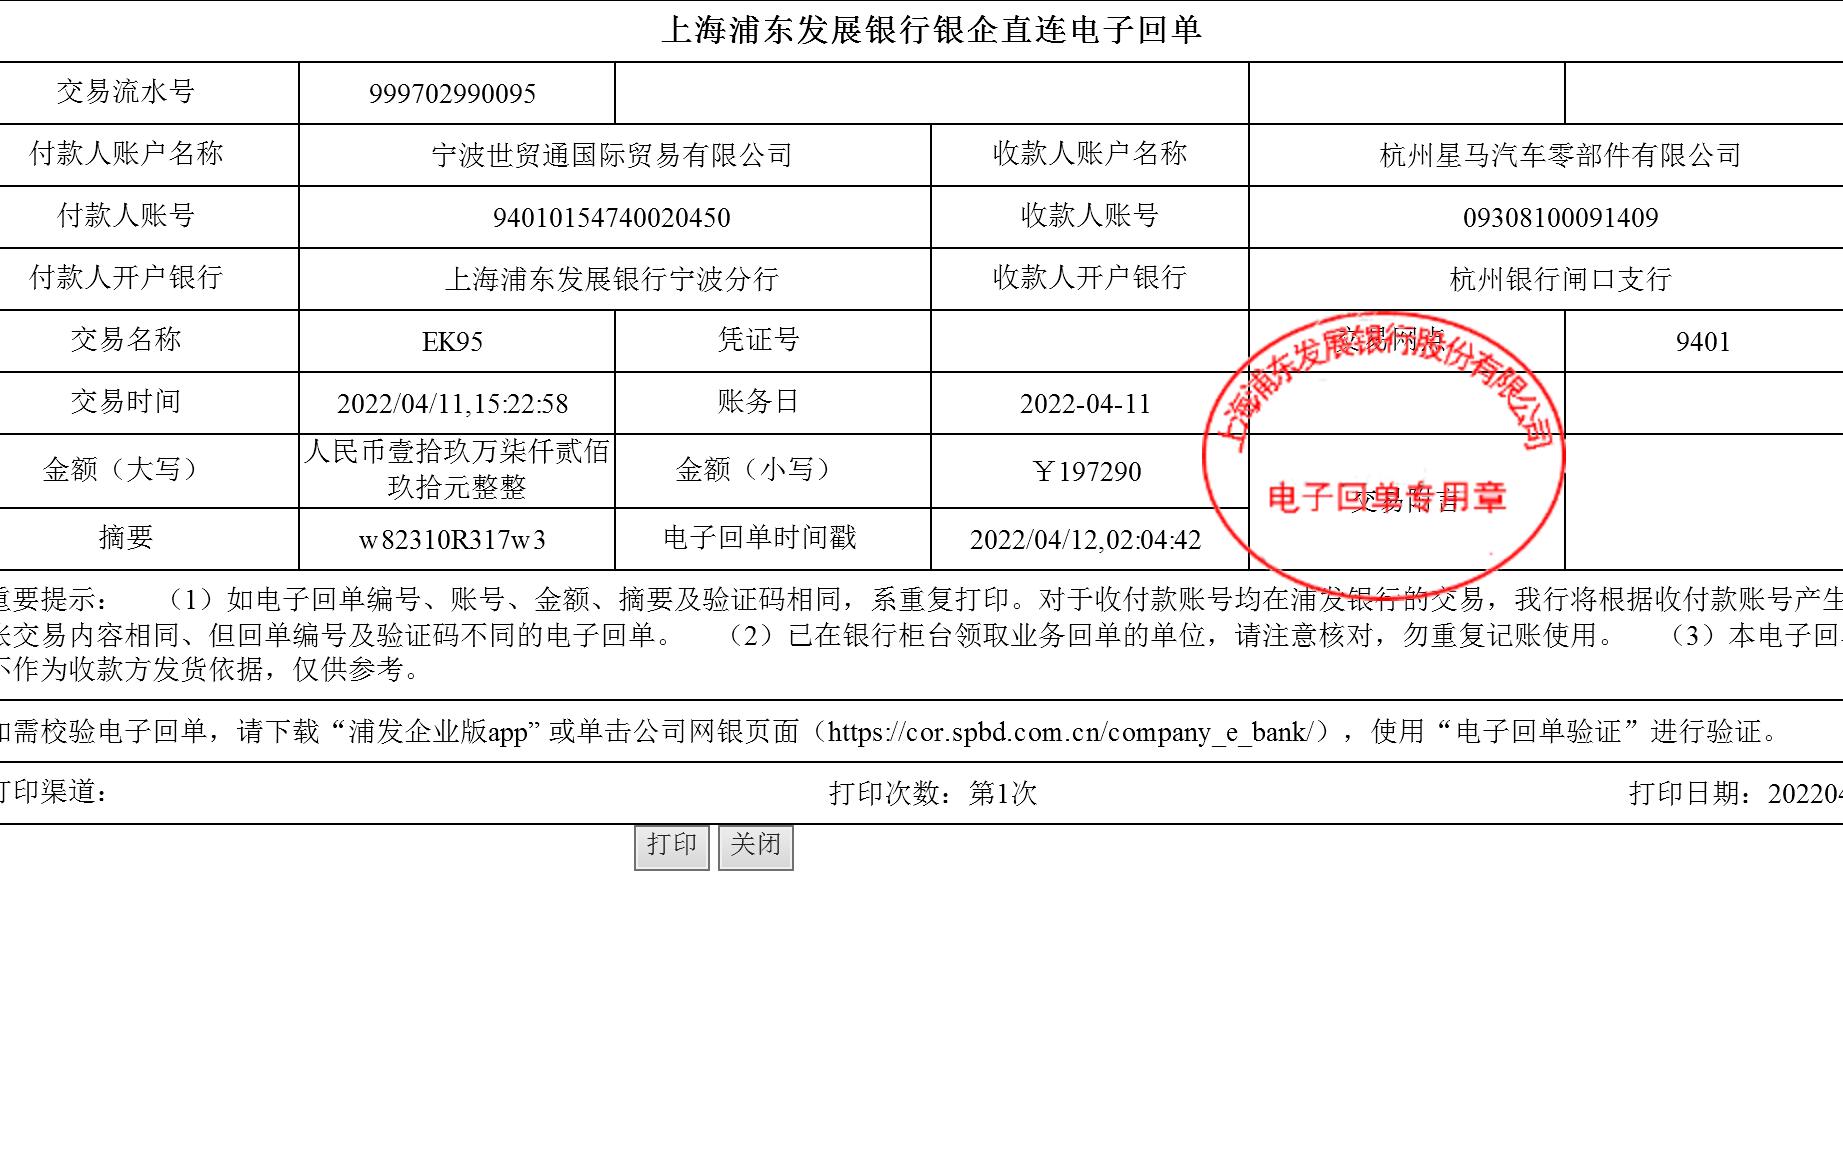 上海浦东发展银行银企直连电子回单
交易流水号 999702990095
付款人账户名称 宁波世贸通国际贸易有限公司 收款人账户名称 杭州星马汽车零部件有限公司
付款人账号 94010154740020450 收款人账号 09308100091409
付款人开户银行 上海浦东发展银行宁波分行 收款人开户银行 杭州银行闸口支行
交易名称 EK95 凭证号 交易网点 9401
交易时间 2022/04/11,15:22:58 账务日 2022-04-11
金额（大写） 人民币壹拾玖万柒仟贰佰
玖拾元整整 金额（小写） ￥197290
交易附言
摘要 w82310R317w3 电子回单时间戳 2022/04/12,02:04:42
上海浦东发展银行股份有限公司
电子回单专用章
重要提示： （1）如电子回单编号、账号、金额、摘要及验证码相同，系重复打印。对于收付款账号均在浦发银行的交易，我行将根据收付款账号产生
张交易内容相同、但回单编号及验证码不同的电子回单。 （2）已在银行柜台领取业务回单的单位，请注意核对，勿重复记账使用。 （3）本电子回单
不作为收款方发货依据，仅供参考。
如需校验电子回单，请下载“浦发企业版app” 或单击公司网银页面（https://cor.spbd.com.cn/company_e_bank/），使用“电子回单验证”进行验证。
打印渠道： 打印次数：第1次 打印日期：202204
打印 关闭